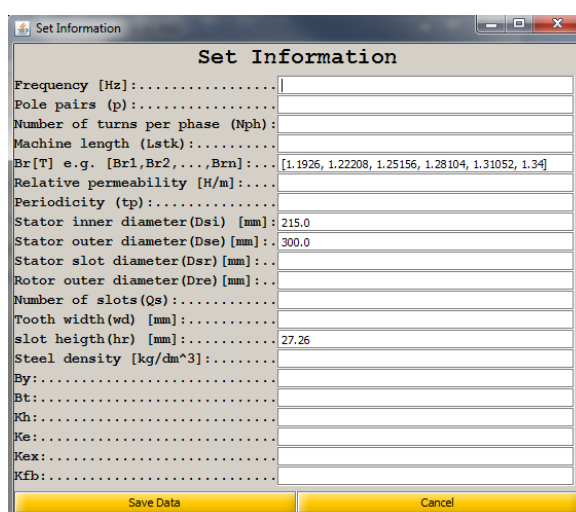 Set Information
Set Information
Frequency [Hz]:.................
Pole pairs (p):.................
Number of turns per phase (Nph):
Machine length (Lstk):..........
Br[T] e.g. [Br1,Br2,...,Brn]:... [1.1926, 1.22208, 1.25156, 1.28104, 1.31052, 1.34]
Relative permeability [H/m]:....
Periodicity (tp):...............
Stator inner diameter(Dsi) [mm]: 215.0
Stator outer diameter(Dse)[mm]:. 300.0
Stator slot diameter(Dsr)[mm]:..
Rotor outer diameter(Dre)[mm]:..
Number of slots(Qs):............
Tooth width(wd) [mm]:...........
slot heigth(hr) [mm]:........... 27.26
Steel density [kg/dm^3]:........
By:.............................
Bt:.............................
Kh:.............................
Ke:.............................
Kex:............................
Kfb:............................
Save Data Cancel